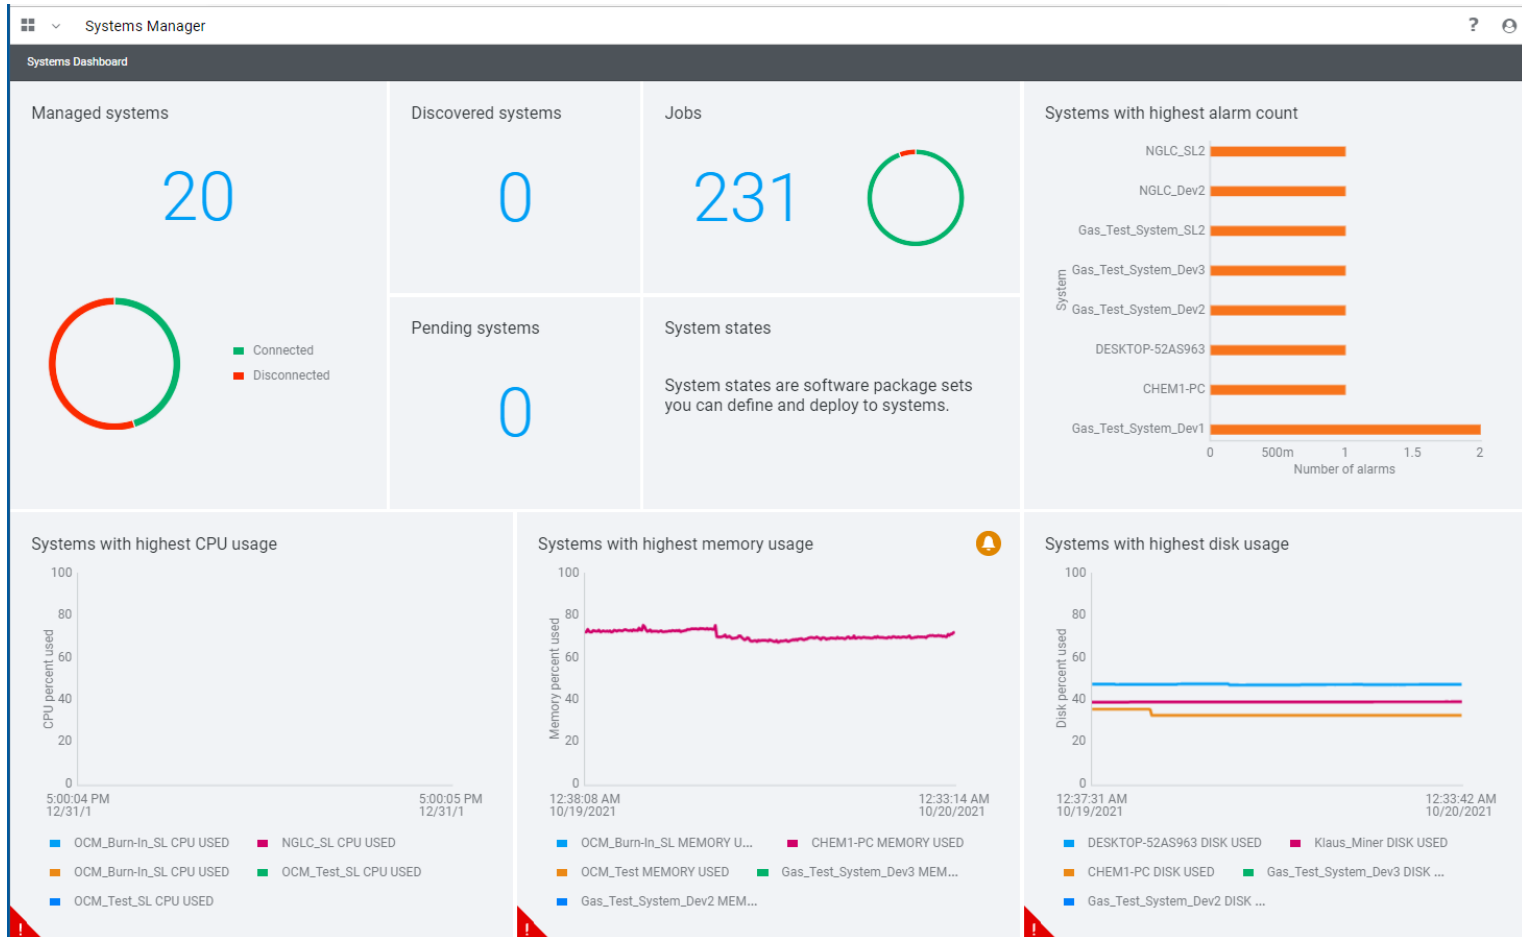 Systems Manager
?
Systems Dashboard
Managed systems
20
Connected
Disconnected
Discovered systems
0
Jobs
231
Pending systems
0
System states
System states are software package sets
you can define and deploy to systems.
Systems with highest alarm count
System
NGLC_SL2
NGLC_Dev2
Gas_Test_System_SL2
Gas_Test_System_Dev3
Gas_Test_System_Dev2
DESKTOP-52AS963
CHEM1-PC
Gas_Test_System_Dev1
0 500m 1 1.5 2
Number of alarms
Systems with highest CPU usage
CPU percent used
100
80
60
40
20
0
5:00:04 PM 5:00:05 PM
12/31/1 12/31/1
OCM_Burn-In_SL CPU USED NGLC_SL CPU USED
OCM_Burn-In_SL CPU USED OCM_Test_SL CPU USED
OCM_Test_SL CPU USED
!
Systems with highest memory usage
Memory percent used
100
80
60
40
20
0
12:38:08 AM 12:33:14 AM
10/19/2021 10/20/2021
OCM_Burn-In_SL MEMORY U... CHEM1-PC MEMORY USED
OCM_Test MEMORY USED Gas_Test_System_Dev3 MEM...
Gas_Test_System_Dev2 MEM...
!
Systems with highest disk usage
Disk percent used
100
80
60
40
20
0
12:37:31 AM 12:33:42 AM
10/19/2021 10/20/2021
DESKTOP-52AS963 DISK USED Klaus_Miner DISK USED
CHEM1-PC DISK USED Gas_Test_System_Dev3 DISK ...
Gas_Test_System_Dev2 DISK ...
!